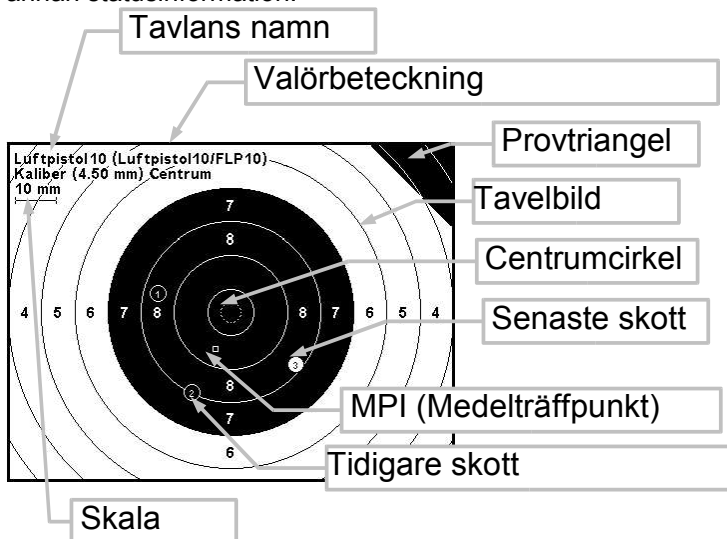 annan statusinformation.
Tavlans namn
Valörbeteckning
Provtriangel
Luftpistol10 (Luftpistol10/FLP10)
Kaliber (4.50 mm) Centrum
10 mm
Tavelbild
7
8
Centrumcirkel
1
4 5 6 7 8 8 7 6 5 4
Senaste skott
3
8
2
MPI (Medelträffpunkt)
7
6
Tidigare skott
Skala